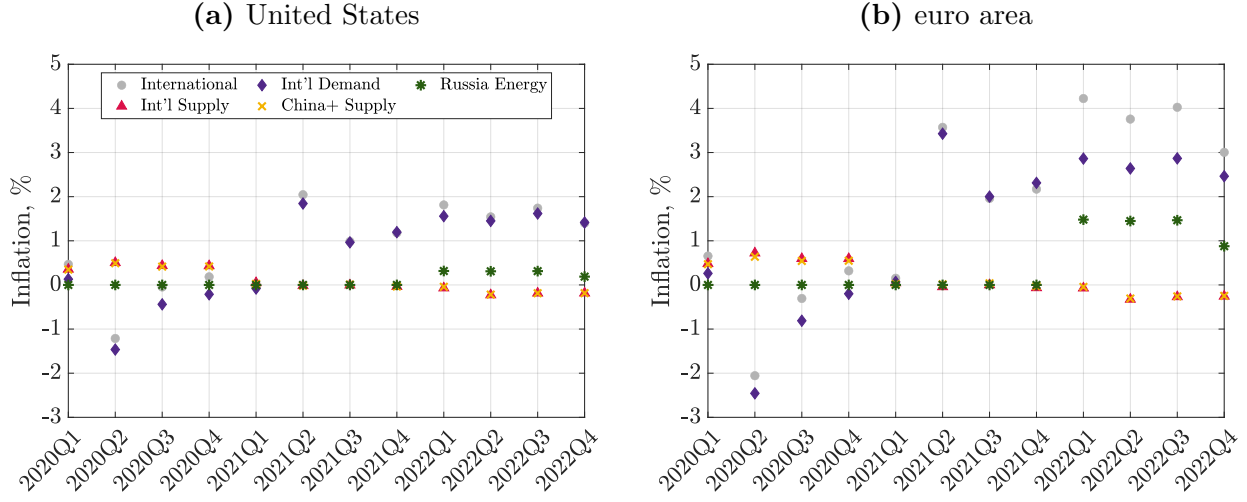 (a) United States
Inflation, %
5
4
3
2
1
0
-1
-2
-3
International
Int'l Demand
Russia Energy
Int'l Supply
China+ Supply
2020Q1
2020Q2
2020Q3
2020Q4
2021Q1
2021Q2
2021Q3
2021Q4
2022Q1
2022Q2
2022Q3
2022Q4
(b) euro area
Inflation, %
5
4
3
2
1
0
-1
-2
-3
2020Q1
2020Q2
2020Q3
2020Q4
2021Q1
2021Q2
2021Q3
2021Q4
2022Q1
2022Q2
2022Q3
2022Q4